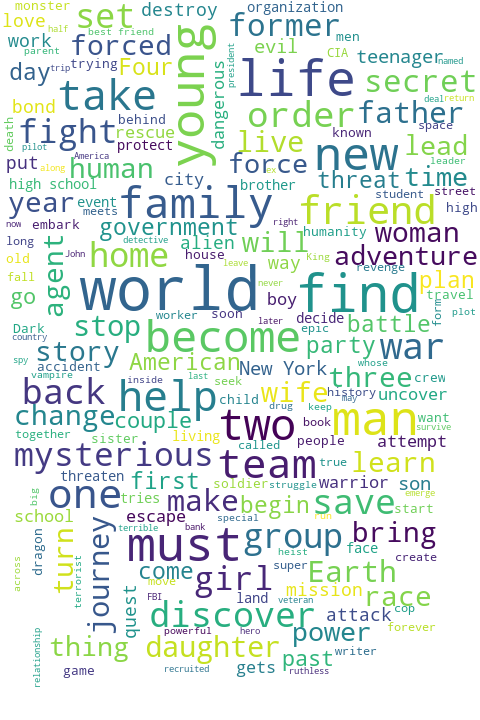 monster
love
half
best friend
organization
destroy
men
CIA
president
named
parent
set
former
evil
work
trying
forced
young
dangerous
teenager
day
trip
Four
life
secret
take
deal
return
bond
behind
order
father
death
pilot
rescue
known
space
fight
protect
live
lead
put
America
along
human
city
force
ex
threat
time
leader
high school
brother
student
street
year
event
family
humanity
friend
high
now
embark
meets
government
right
woman
long
John
detective
alien
will
King
adventure
old
home
house
leave
way
revenge
fall
agent
never
plan
go
world
boy
find
travel
form
worker
soon
later
decide
plot
Dark
become
epic
battle
country
stop
party
war
spy
story
American
whose
vampire
accident
New York
three
crew
inside
last
seek
history
uncover
back
help
child
drug
wife
keep
may
change
couple
two
book
man
want
survive
together
sister
living
called
people
attempt
mysterious
team
true
learn
threaten
first
soldier
struggle
warrior
son
big
one
tries
make
begin
save
emerge
start
school
escape
special
run
terrible
bank
must
group
bring
across
dragon
turn
journey
heist
face
create
come
super
girl
Earth
terrorist
move
mission
race
FBI
land
veteran
cop
quest
discover
attack
forever
powerful
hero
power
relationship
thing
daughter
past
writer
gets
game
recruited
ruthless